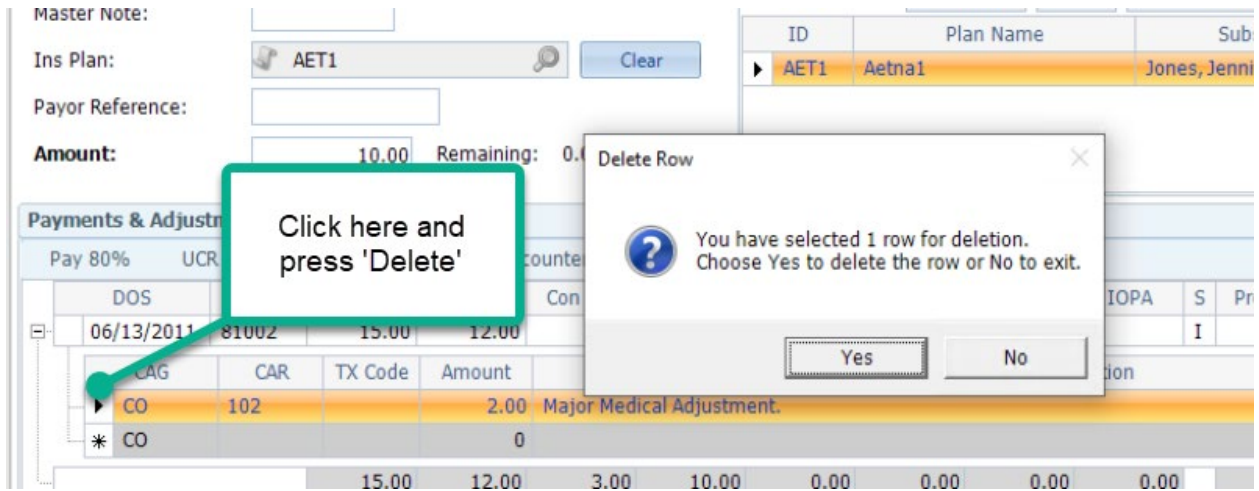 Master Note:
Ins Plan: AET1 Clear
Payor Reference:
Amount: 10.00 Remaining:
ID Plan Name
AET1 Aetna1 Jones,
Delete Row
You have selected 1 row for deletion.
Choose Yes to delete the row or No to exit.
Yes No
Click here and
press 'Delete'
Payments &
Pay 80% UCR
DOS Con IOPA S
06/13/2011 81002 15.00 12.00 I
CAG CAR TX Code Amount
CO 102 2.00 Major Medical Adjustment.
* CO 0
15.00 12.00 3.00 10.00 0.00 0.00 0.00 0.00